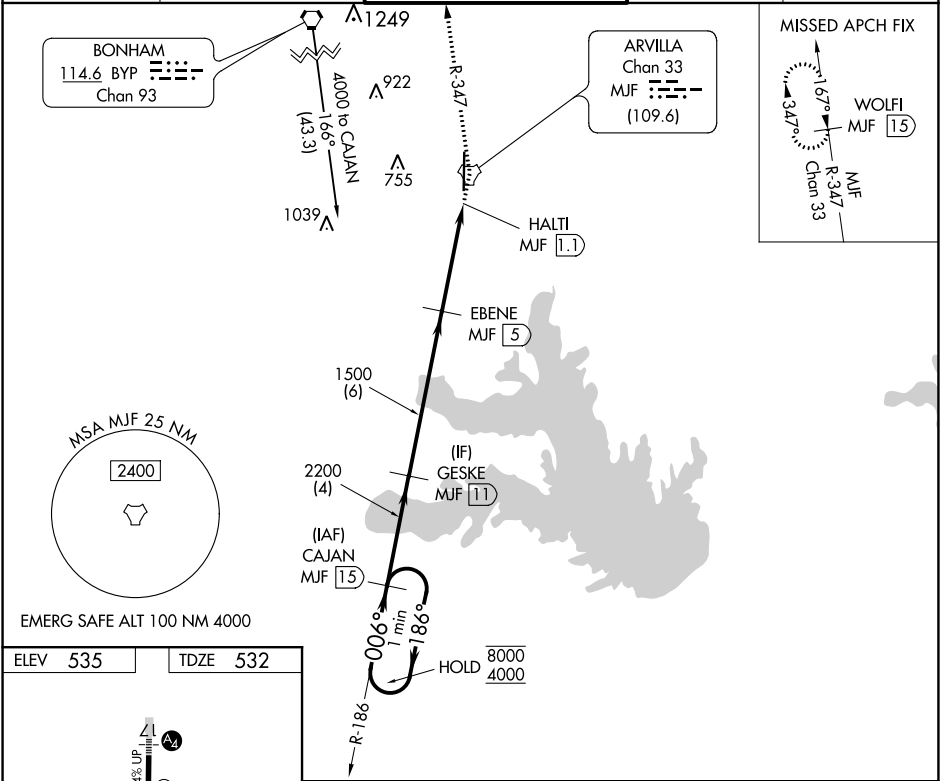 1249
BONHAM
114.6 BYP
Chan 93
4000 to CAJAN
166°
(43.3)
922
755
1039
R-347
ARVILLA
Chan 33
MJF
(109.6)
MISSED APCH FIX
167°
347°
WOLFI
MJF 15
MJF
R-347
Chan 33
HALTI
MJF 1.1
EBENE
MJF 5
1500
(6)
(IF)
GESKE
MJF 11
2200
(4)
(IAF)
CAJAN
MJF 15
MSA MJF 25 NM
2400
EMERG SAFE ALT 100 NM 4000
006°
1 min
186°
HOLD 8000
4000
R-186
ELEV 535
TDZE 532
17
A4
4% UP